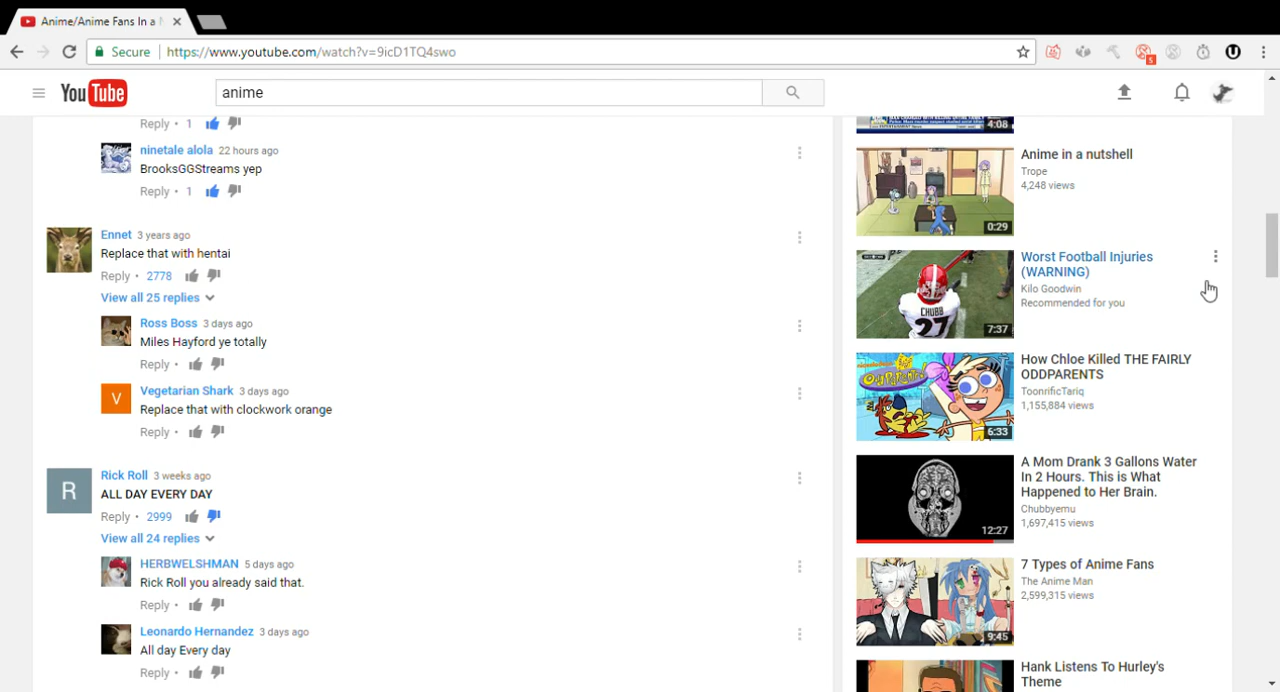 Anime/Anime Fans In a
Secure
https://www.youtube.com/watch?v=9icD1TQ4swo
5
YouTube
anime
Reply • 1
ninetale alola 22 hours ago
BrooksGGStreams yep
Reply • 1
Ennet 3 years ago
Replace that with hentai
Reply • 2778
View all 25 replies
Ross Boss 3 days ago
Miles Hayford ye totally
Reply •
V
Vegetarian Shark 3 days ago
Replace that with clockwork orange
Reply •
R
Rick Roll 3 weeks ago
ALL DAY EVERY DAY
Reply • 2999
View all 24 replies
HERBWELSHMAN 5 days ago
Rick Roll you already said that.
Reply •
Leonardo Hernandez 3 days ago
All day Every day
Reply •
4:08
Anime in a nutshell
Trope
4,248 views
0:29
Worst Football Injuries
(WARNING)
Kilo Goodwin
Recommended for you
CHUBB
27
7:37
How Chloe Killed THE FAIRLY
ODDPARENTS
ToonrificTariq
1,155,884 views
6:33
A Mom Drank 3 Gallons Water
In 2 Hours. This is What
Happened to Her Brain.
Chubbyemu
1,697,415 views
12:27
7 Types of Anime Fans
The Anime Man
2,599,315 views
9:45
Hank Listens To Hurley's
Theme